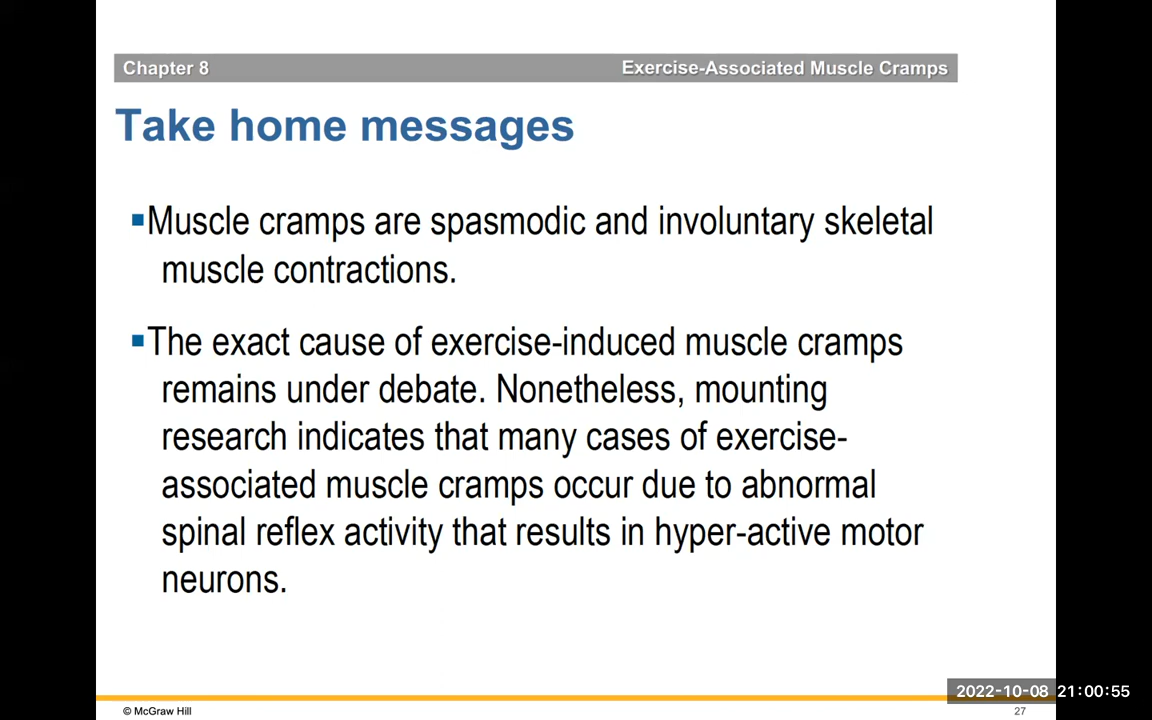 Chapter 8 Exercise-Associated Muscle Cramps
Take home messages
▪Muscle cramps are spasmodic and involuntary skeletal
muscle contractions.
▪The exact cause of exercise-induced muscle cramps
remains under debate. Nonetheless, mounting
research indicates that many cases of exercise-
associated muscle cramps occur due to abnormal
spinal reflex activity that results in hyper-active motor
neurons.
2022-10-08 21:00:55
© McGraw Hill 27